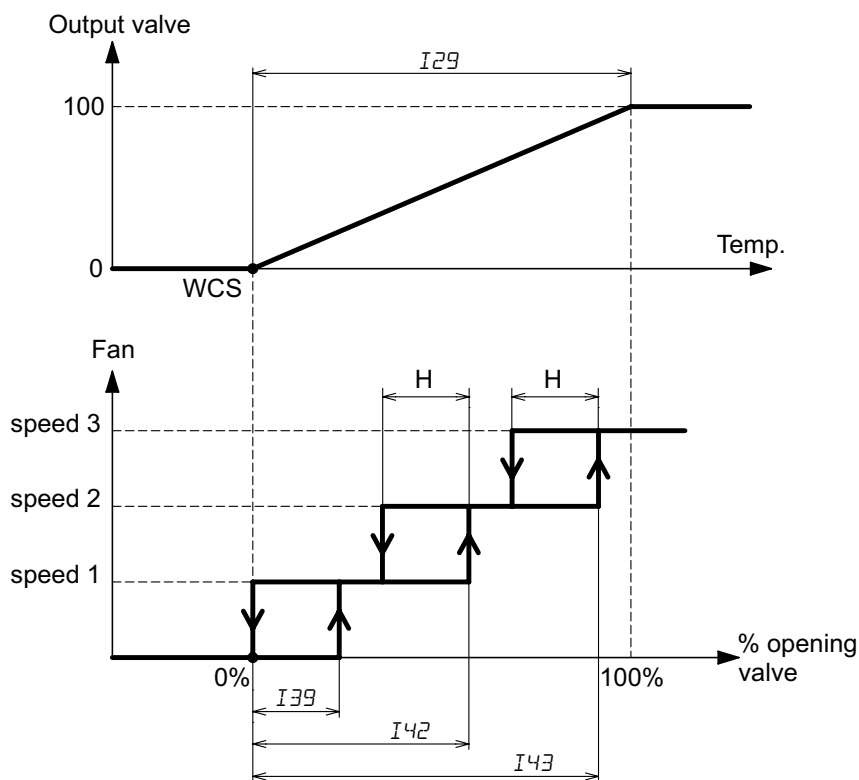 Output valve
I29
100
Temp.
0
WCS
Fan
H H
speed 3
speed 2
speed 1
% opening
valve
0% 100%
I39
I42
I43